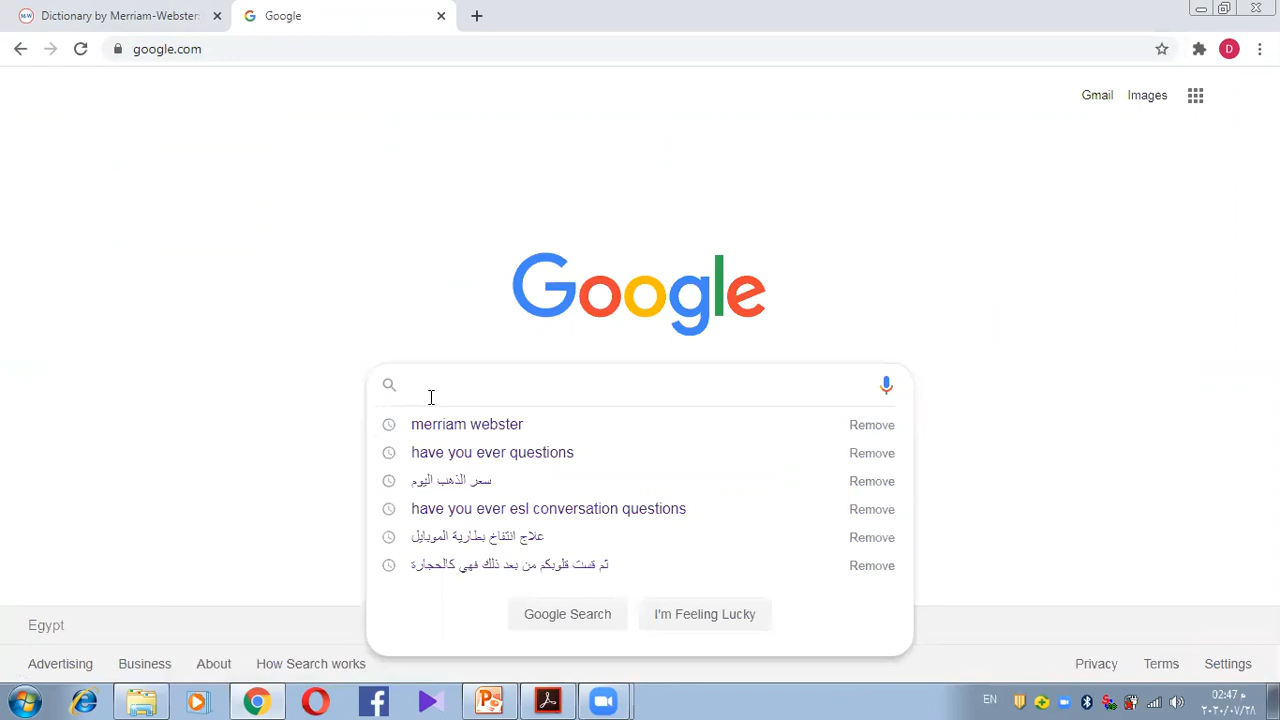 Dictionary by Merriam-Webster:
Google
google.com
D
Gmail
Images
Google
merriam webster
Remove
have you ever questions
Remove
سعر الذهب اليوم
Remove
have you ever esl conversation questions
Remove
علاج انتفاخ بطارية الموبايل
Remove
ثم قست قلوبكم من بعد ذلك فهي كالحجارة
Remove
Google Search
I'm Feeling Lucky
Egypt
Advertising
Business
About
How Search works
Privacy
Terms
Settings
EN
02:47 م
٢٠٢٠/٠٧/٢٨